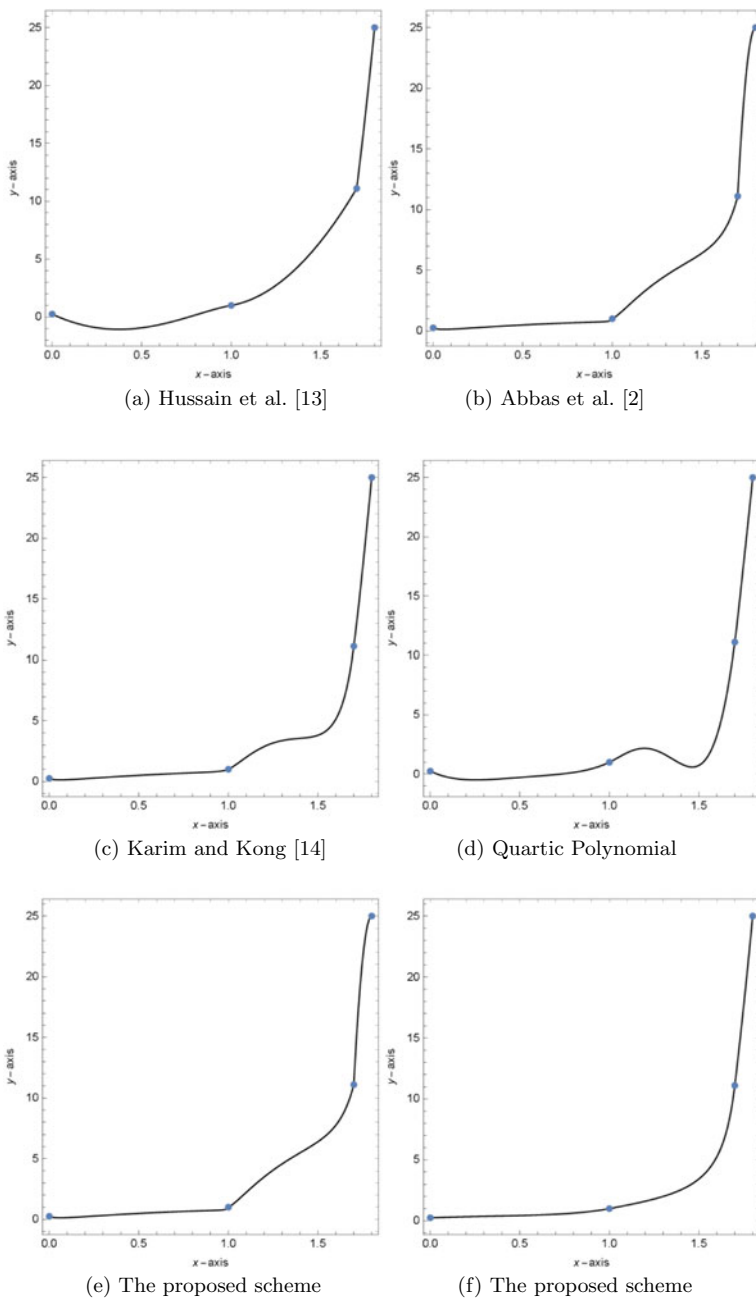 25
20
15
10
5
0
y-axis
0.0 0.5 1.0 1.5
x-axis
(a) Hussain et al. [13]
25
20
15
10
5
0
y-axis
0.0 0.5 1.0 1.5
x-axis
(b) Abbas et al. [2]
25
20
15
10
5
0
y-axis
0.0 0.5 1.0 1.5
x-axis
(c) Karim and Kong [14]
25
20
15
10
5
0
y-axis
0.0 0.5 1.0 1.5
x-axis
(d) Quartic Polynomial
25
20
15
10
5
0
y-axis
0.0 0.5 1.0 1.5
x-axis
(e) The proposed scheme
25
20
15
10
5
0
y-axis
0.0 0.5 1.0 1.5
x-axis
(f) The proposed scheme